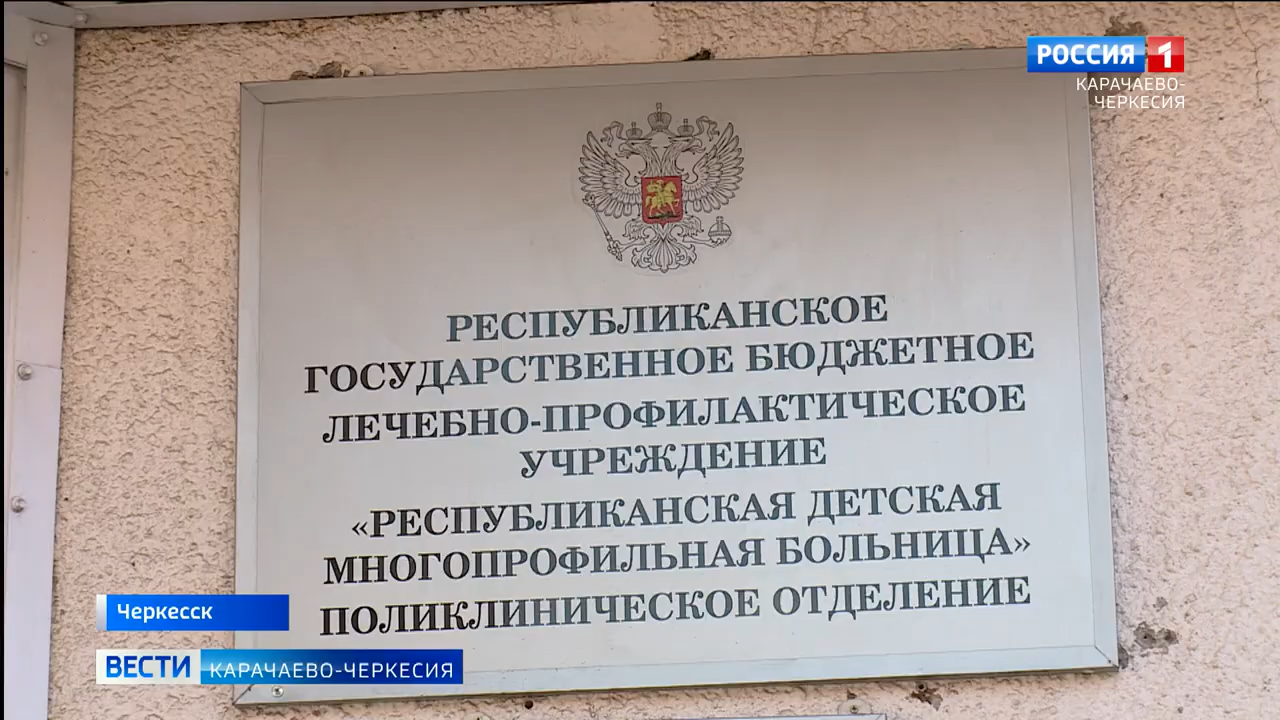 РОССИЯ 1
КАРАЧАЕВО-
ЧЕРКЕСИЯ
РЕСПУБЛИКАНСКОЕ
ГОСУДАРСТВЕННОЕ БЮДЖЕТНОЕ
ЛЕЧЕБНО-ПРОФИЛАКТИЧЕСКОЕ
УЧРЕЖДЕНИЕ
«РЕСПУБЛИКАНСКАЯ ДЕТСКАЯ
МНОГОПРОФИЛЬНАЯ БОЛЬНИЦА»
ПОЛИКЛИНИЧЕСКОЕ ОТДЕЛЕНИЕ
Черкесск
ВЕСТИ КАРАЧАЕВО-ЧЕРКЕСИЯ